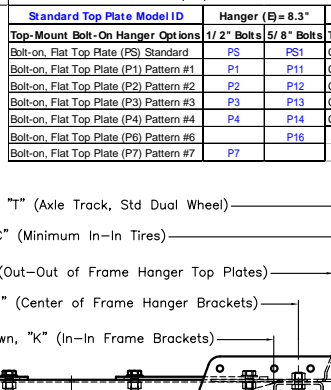 Standard Top Plate Model ID Hanger (E)= 8.3"
Top-Mount Bolt-On Hanger Options 1/ 2" Bolts 5/ 8" Bolts
Bolt-on, Flat Top Plate (PS) Standard PS PS1
Bolt-on, Flat Top Plate (P1) Pattern #1 P1 P11
Bolt-on, Flat Top Plate (P2) Pattern #2 P2 P12
Bolt-on, Flat Top Plate (P3) Pattern #3 P3 P13
Bolt-on, Flat Top Plate (P4) Pattern #4 P4 P14
Bolt-on, Flat Top Plate (P6) Pattern #6 P16
Bolt-on, Flat Top Plate (P7) Pattern #7 P7
"T" (Axle Track, Std Dual Wheel)
" (Minimum In-In Tires)
(Out-Out of Frame Hanger Top Plates)
" (Center of Frame Hanger Brackets)
"K" (In-In Frame Brackets)